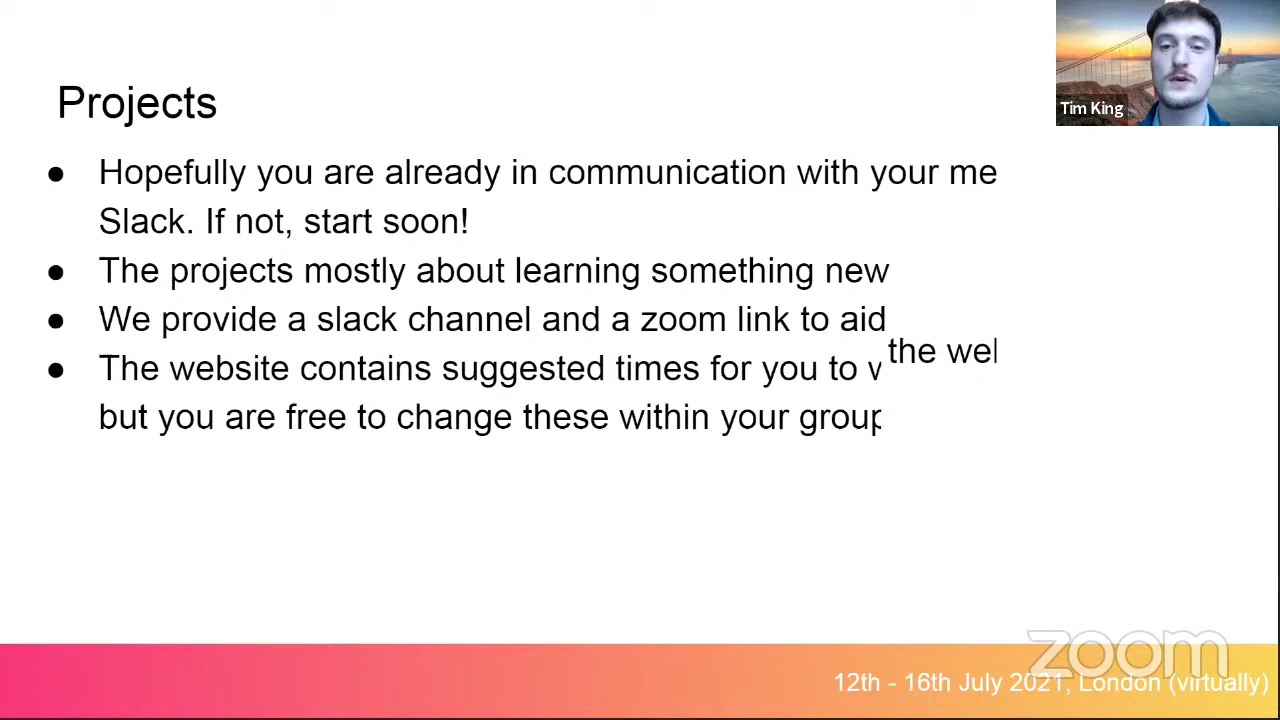 Tim King
Projects
● Hopefully you are already in communication with your me
Slack. If not, start soon!
● The projects mostly about learning something new
● We provide a slack channel and a zoom link to aid
the wel
● The website contains suggested times for you to
but you are free to change these within your group
zoom
12th - 16th July 2021, London (virtually)